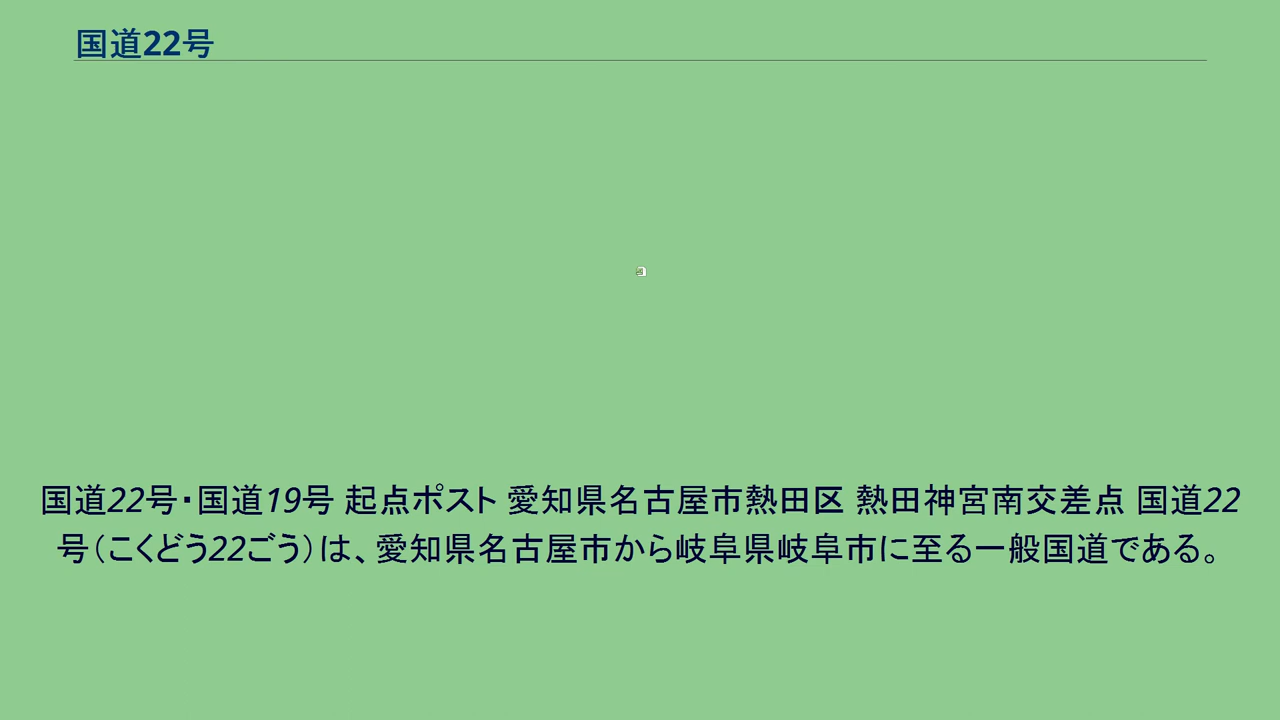 国道22号
国道22号・国道19号 起点ポスト 愛知県名古屋市熱田区 熱田神宮南交差点 国道22
号（こくどう22ごう）は、愛知県名古屋市から岐阜県岐阜市に至る一般国道である。